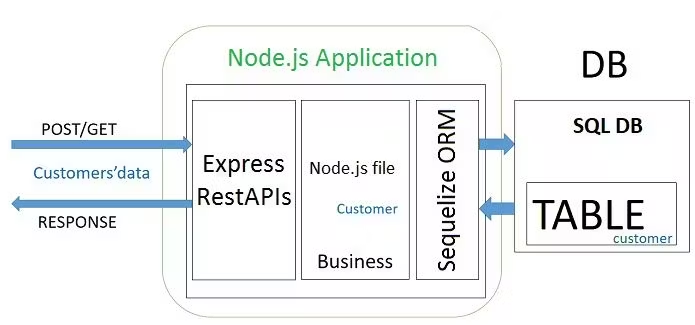 Node.js Application
DB
POST/GET
Customers'data
RESPONSE
Express
RestAPIs
Node.js file
Customer
Business
Sequelize ORM
SQL DB
TABLE
customer